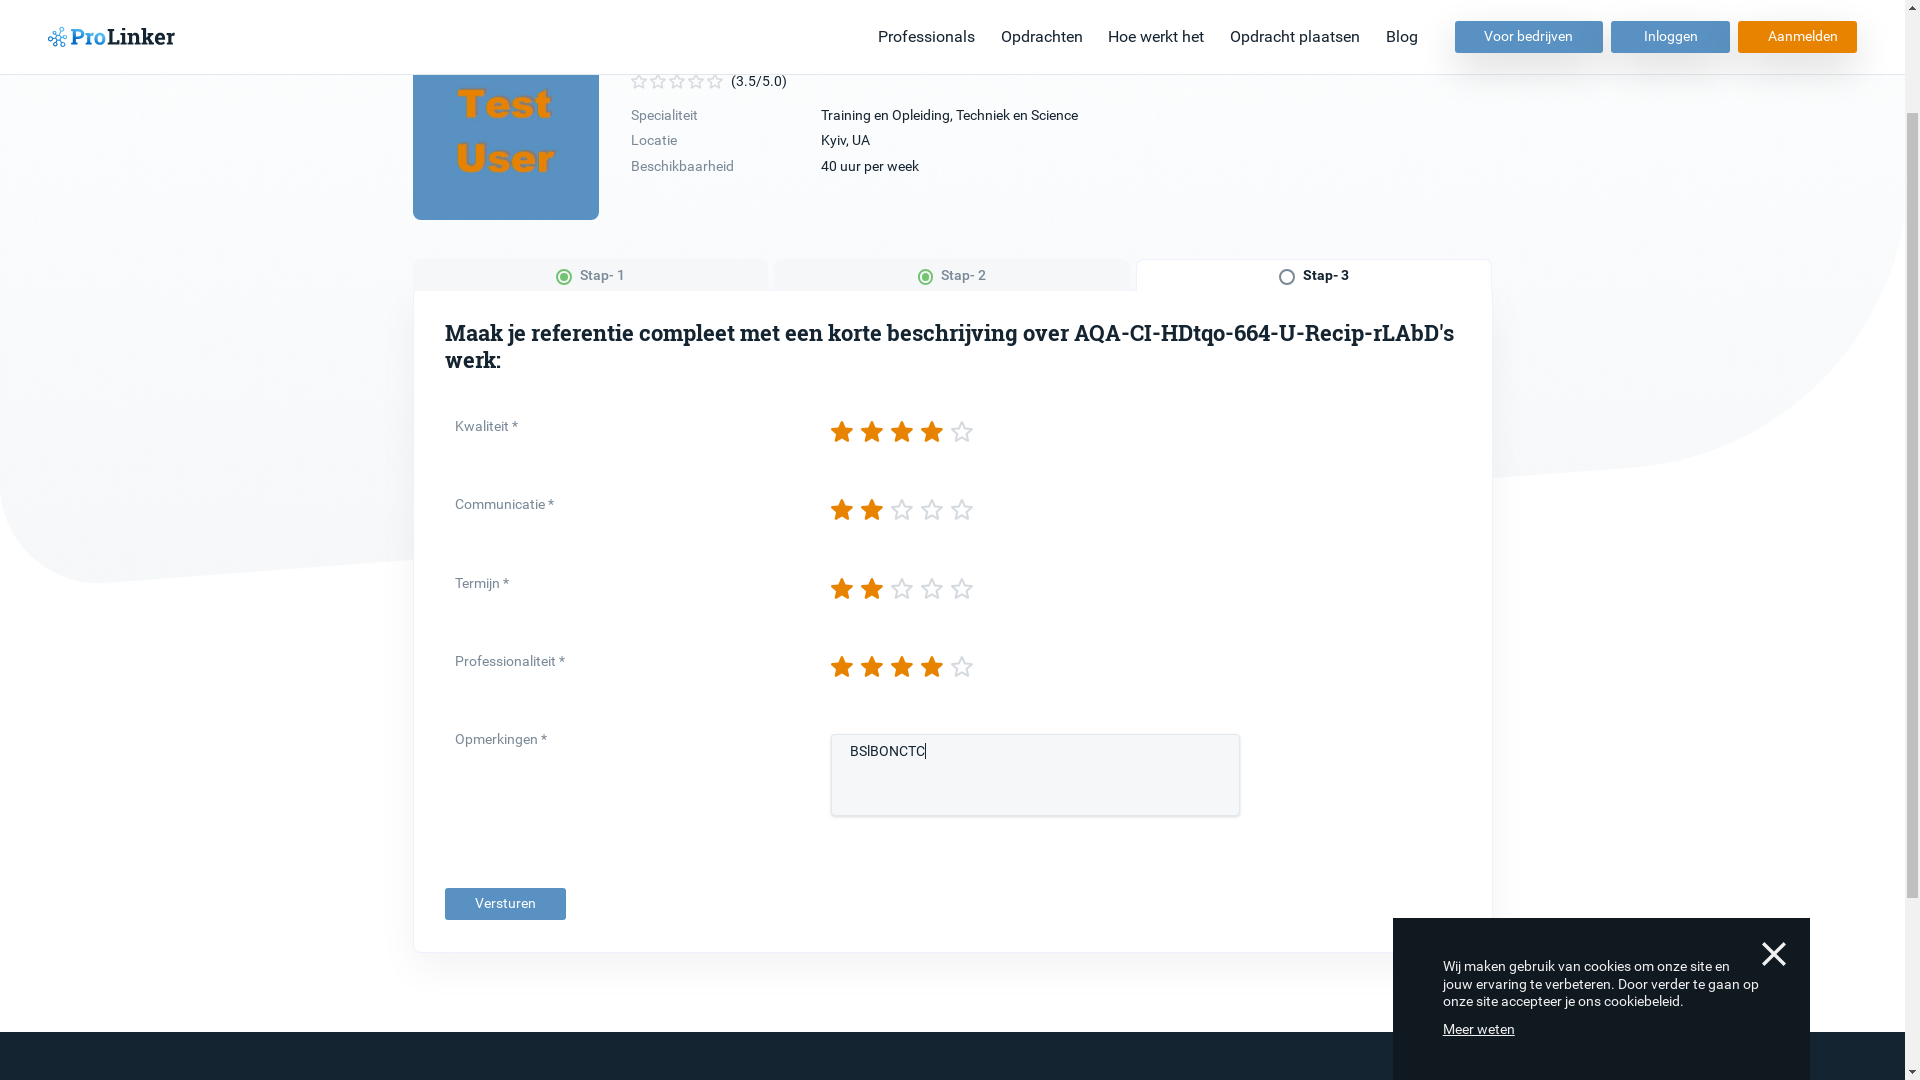 ProLinker
Professionals Opdrachten Hoe werkt het Opdracht plaatsen Blog Voor bedrijven Inloggen Aanmelden
Test
User
(3.5/5.0)
Specialiteit Training en Opleiding, Techniek en Science
Locatie Kyiv, UA
Beschikbaarheid 40 uur per week
Stap- 1 Stap- 2 Stap- 3
Maak je referentie compleet met een korte beschrijving over AQA-CI-HDtqo-664-U-Recip-rLAbD's
werk:
Kwaliteit *
Communicatie *
Termijn *
Professionaliteit *
Opmerkingen * BSlBONCTC
Versturen
Wij maken gebruik van cookies om onze site en
jouw ervaring te verbeteren. Door verder te gaan op
onze site accepteer je ons cookiebeleid.
Meer weten